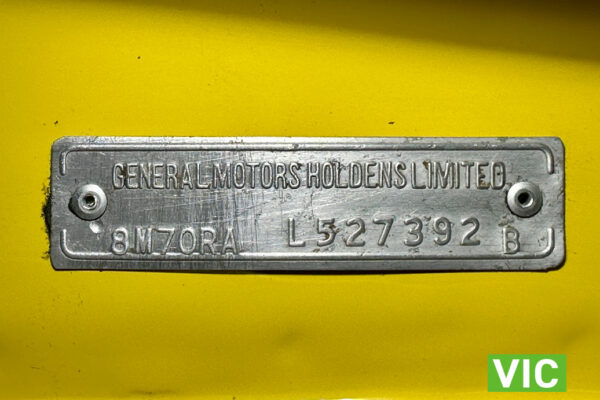 GENERAL MOTORS HOLDENS LIMITED
8M70RA L527392 B
VIC